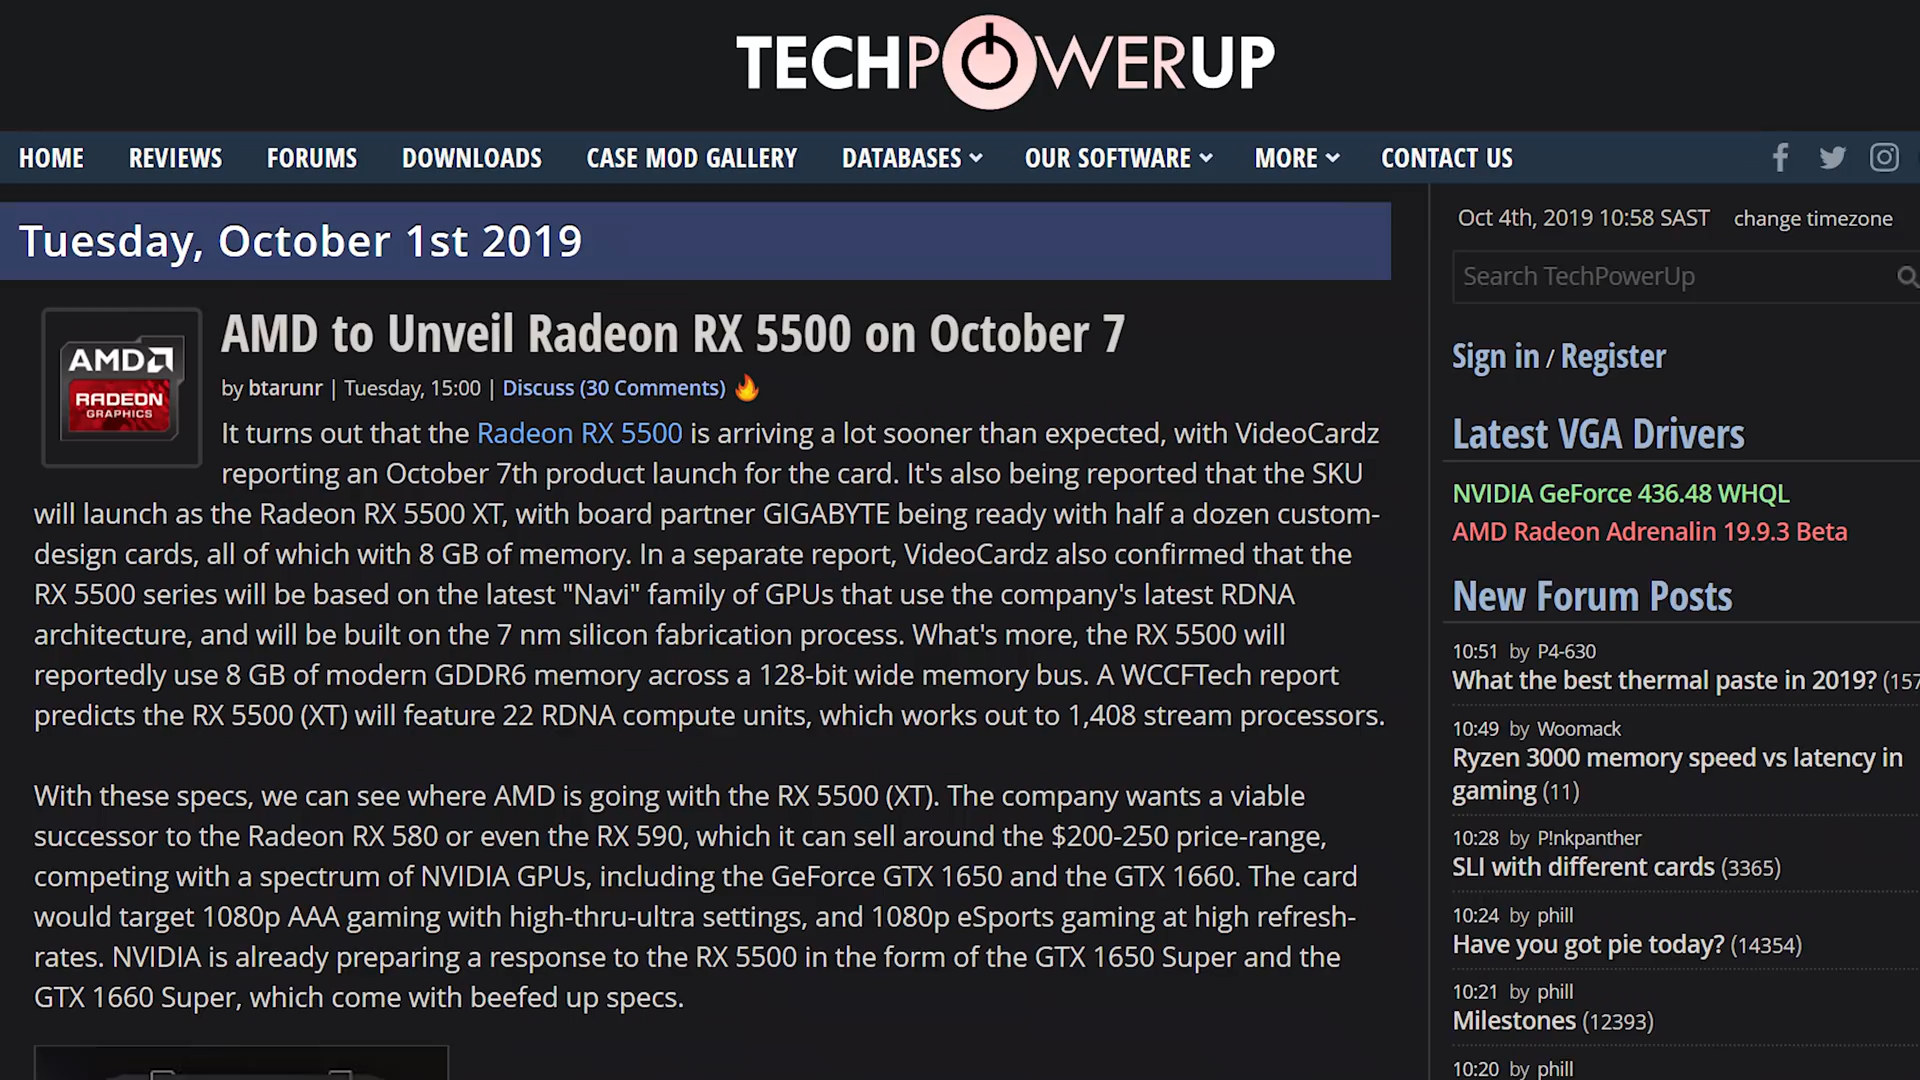 TECHPOWERUP
HOME REVIEWS FORUMS DOWNLOADS CASE MOD GALLERY DATABASES OUR SOFTWARE MORE CONTACT US
Tuesday, October 1st 2019
AMD
RADEON
GRAPHICS
AMD to Unveil Radeon RX 5500 on October 7
by btarunr | Tuesday, 15:00 | Discuss (30 Comments)
It turns out that the Radeon RX 5500 is arriving a lot sooner than expected, with VideoCardz
reporting an October 7th product launch for the card. It's also being reported that the SKU
will launch as the Radeon RX 5500 XT, with board partner GIGABYTE being ready with half a dozen custom-
design cards, all of which with 8 GB of memory. In a separate report, VideoCardz also confirmed that the
RX 5500 series will be based on the latest "Navi" family of GPUs that use the company's latest RDNA
architecture, and will be built on the 7 nm silicon fabrication process. What's more, the RX 5500 will
reportedly use 8 GB of modern GDDR6 memory across a 128-bit wide memory bus. A WCCFTech report
predicts the RX 5500 (XT) will feature 22 RDNA compute units, which works out to 1,408 stream processors.
With these specs, we can see where AMD is going with the RX 5500 (XT). The company wants a viable
successor to the Radeon RX 580 or even the RX 590, which it can sell around the $200-250 price-range,
competing with a spectrum of NVIDIA GPUs, including the GeForce GTX 1650 and the GTX 1660. The card
would target 1080p AAA gaming with high-thru-ultra settings, and 1080p eSports gaming at high refresh-
rates. NVIDIA is already preparing a response to the RX 5500 in the form of the GTX 1650 Super and the
GTX 1660 Super, which come with beefed up specs.
Oct 4th, 2019 10:58 SAST change timezone
Search TechPowerUp
Sign in / Register
Latest VGA Drivers
NVIDIA GeForce 436.48 WHQL
AMD Radeon Adrenalin 19.9.3 Beta
New Forum Posts
10:51 by P4-630
What the best thermal paste in 2019? (157
10:49 by Woomack
Ryzen 3000 memory speed vs latency in
gaming (11)
10:28 by P!nkpanther
SLI with different cards (3365)
10:24 by phill
Have you got pie today? (14354)
10:21 by phill
Milestones (12393)
10:20 by phill